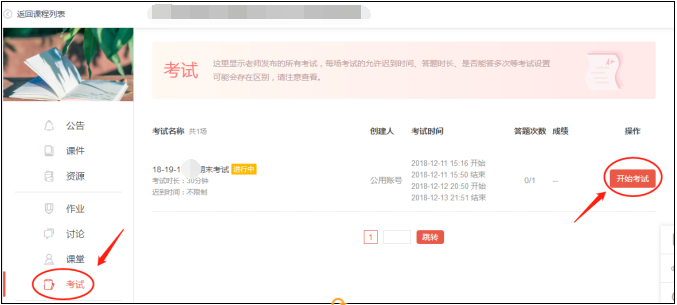 返回课程列表
考试
这里显示老师发布的所有考试，每场考试的允许迟到时间、答题时长、是否能答多次等考试设置
可能会存在区别，请注意查看。
公告
课件
资源
作业
讨论
课堂
考试
考试名称 共1场 创建人 考试时间 答题次数 成绩 操作
18-19-1 期末考试 进行中
考试时长：30分钟
迟到时间：不限制
公用账号
2018-12-11 15:16 开始
2018-12-11 15:50 结束
2018-12-12 20:50 开始
2018-12-13 21:51 结束
0/1 --
开始考试
1 跳转